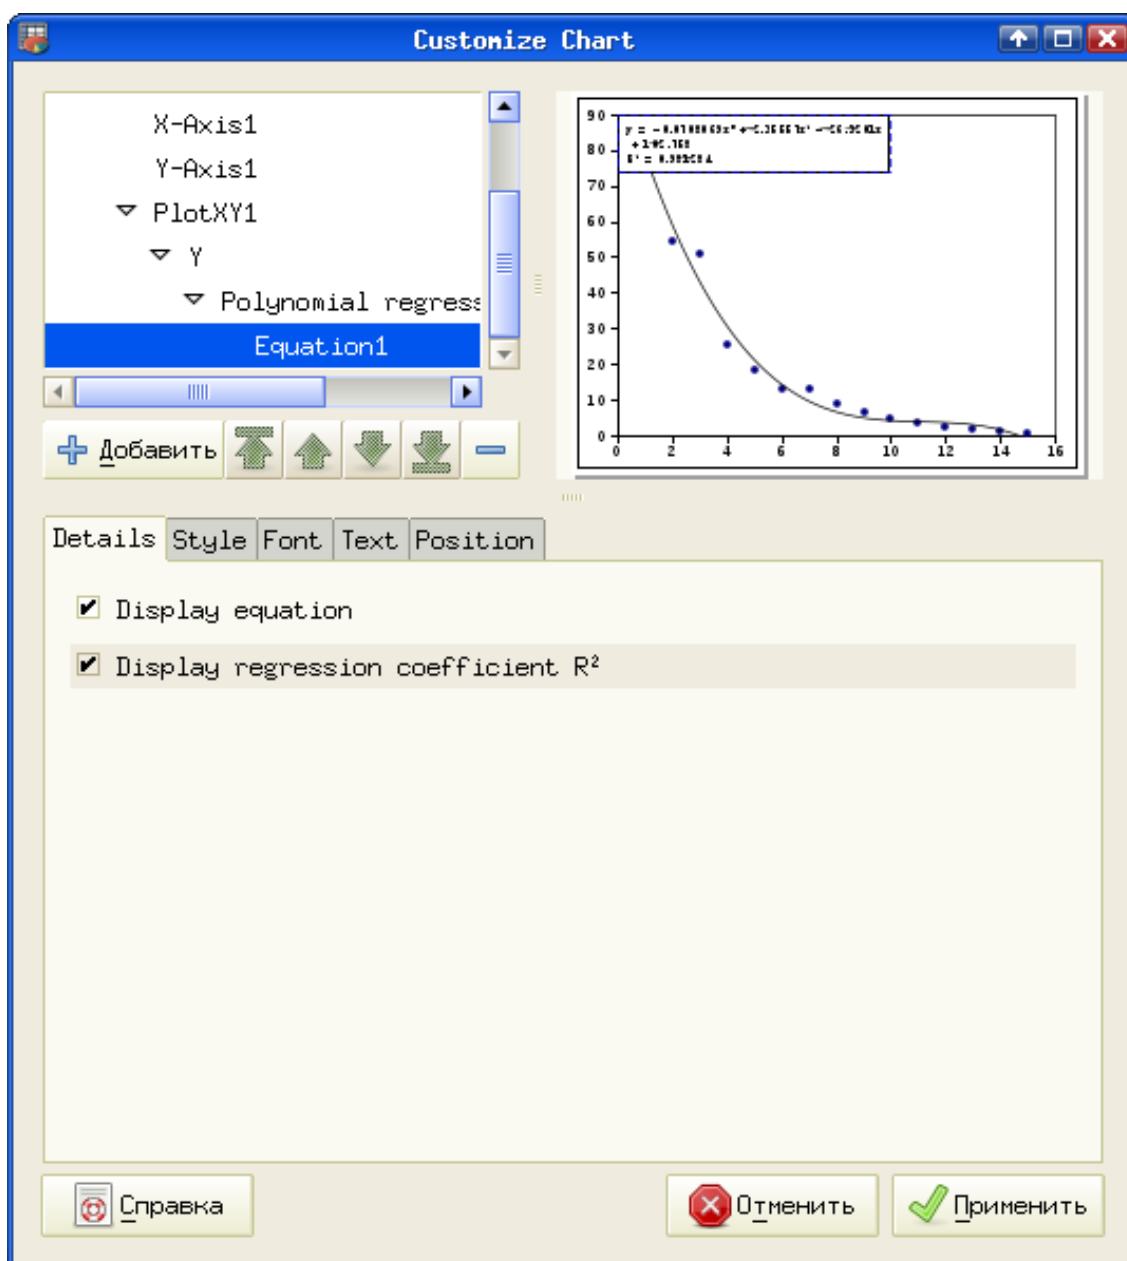 Customize Chart
X-Axis1
Y-Axis1
PlotXY1
Y
Polynomial regress
Equation1
Добавить
90
80
70
60
50
40
30
20
10
0
0 2 4 6 8 10 12 14 16
Details Style Font Text Position
Display equation
Display regression coefficient R²
Справка
Отменить
Применить